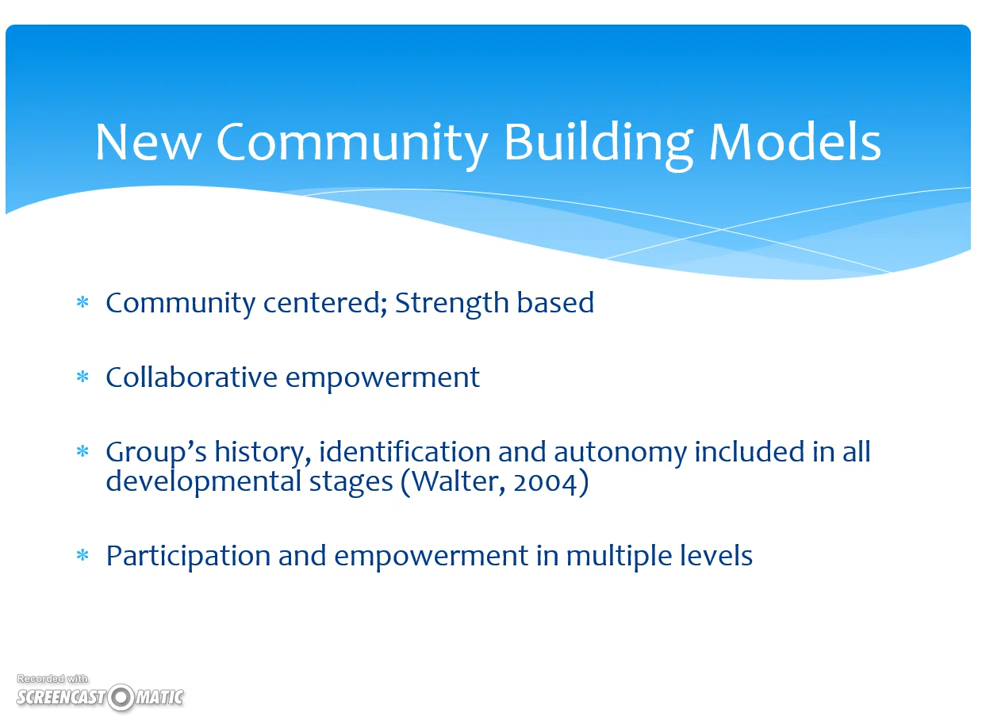 New Community Building Models
* Community centered; Strength based
* Collaborative empowerment
* Group’s history, identification and autonomy included in all
developmental stages (Walter, 2004)
* Participation and empowerment in multiple levels
Recorded with
SCREENCAST-O-MATIC